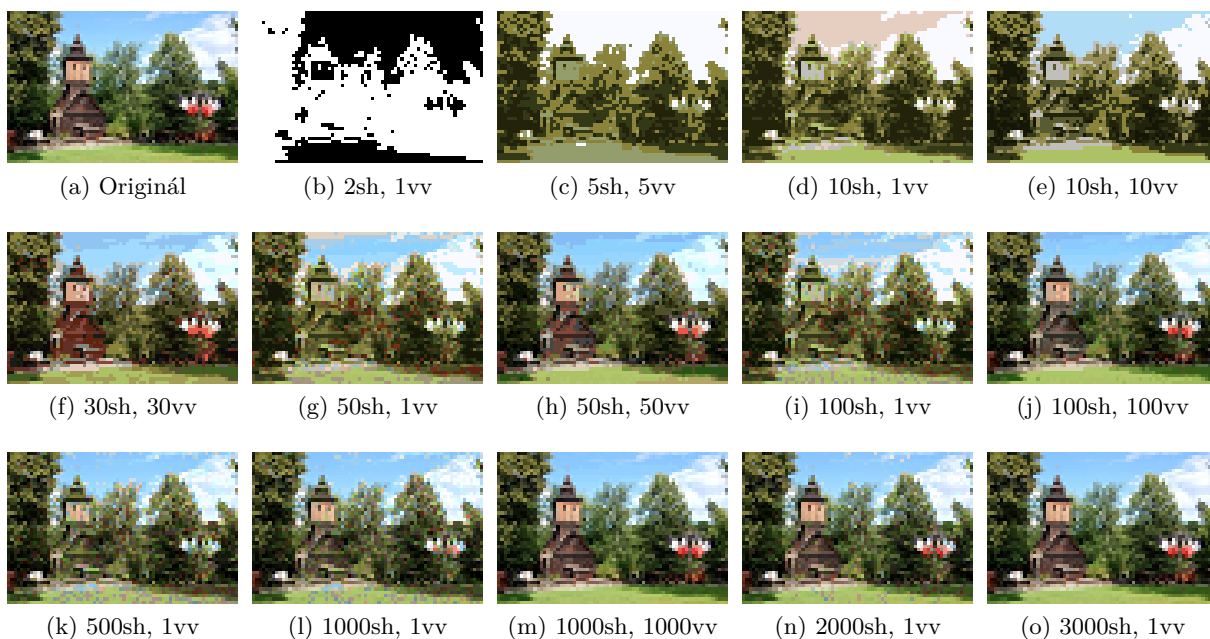 (a) Originál
(b) 2sh, 1vv
(c) 5sh, 5vv
(d) 10sh, 1vv
(e) 10sh, 10vv
(f) 30sh, 30vv
(g) 50sh, 1vv
(h) 50sh, 50vv
(i) 100sh, 1vv
(j) 100sh, 100vv
(k) 500sh, 1vv
(l) 1000sh, 1vv
(m) 1000sh, 1000vv
(n) 2000sh, 1vv
(o) 3000sh, 1vv